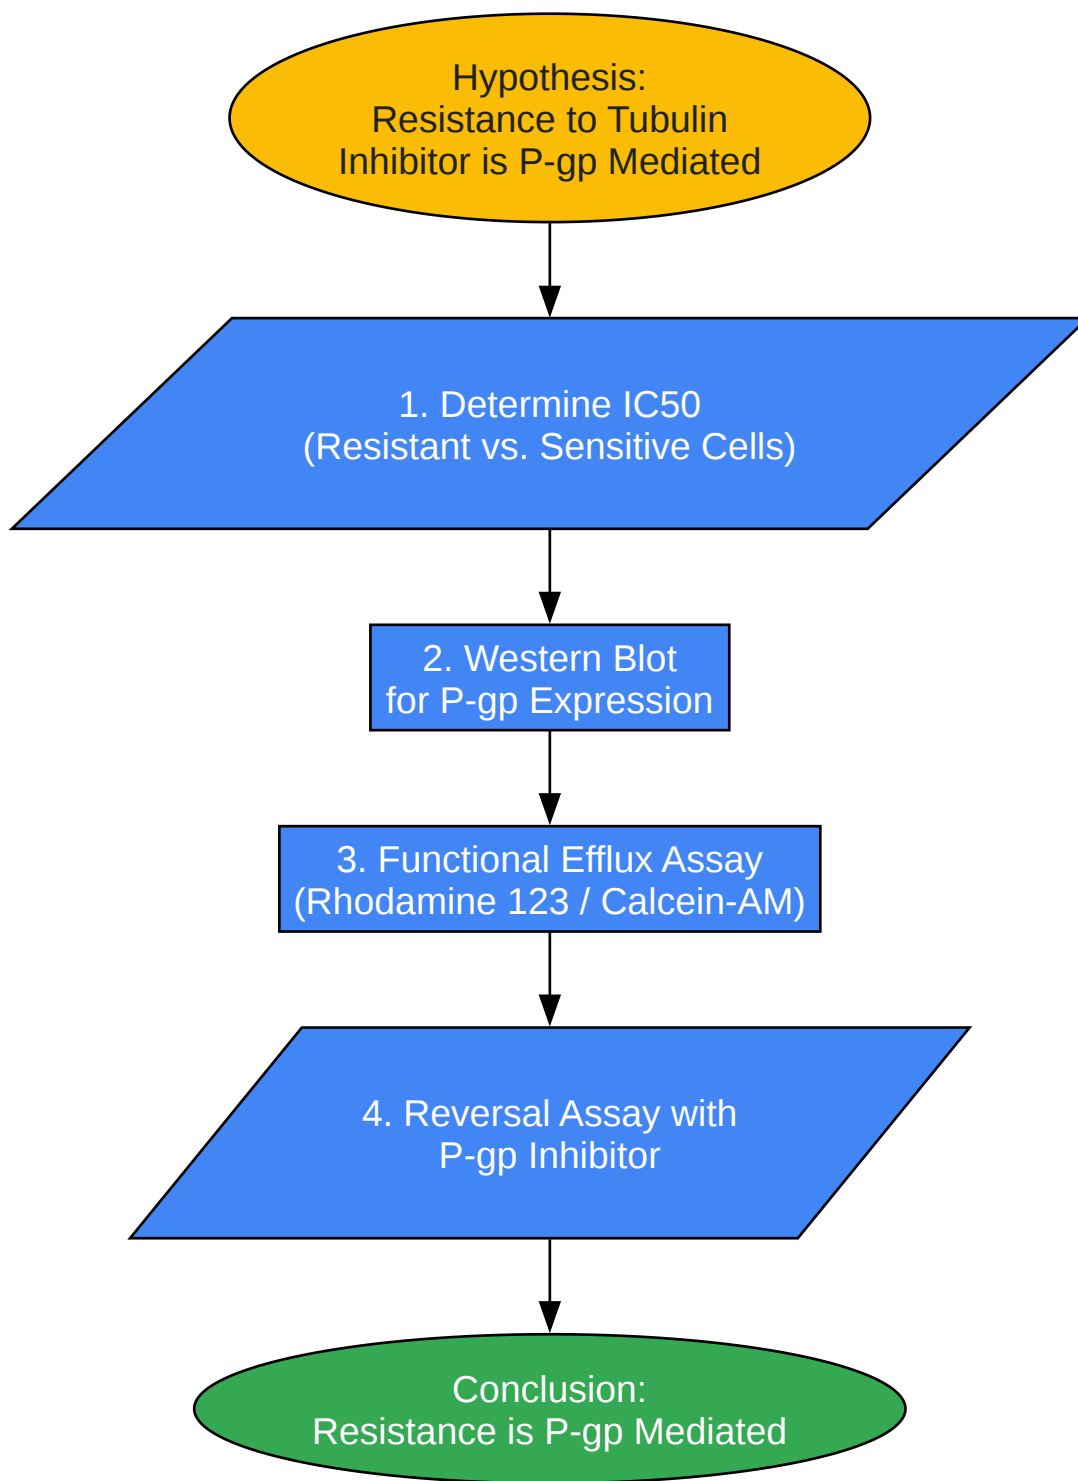 Hypothesis:
Resistance to Tubulin
Inhibitor is P-gp Mediated
1. Determine IC50
(Resistant vs. Sensitive Cells)
2. Western Blot
for P-gp Expression
3. Functional Efflux Assay
(Rhodamine 123 / Calcein-AM)
4. Reversal Assay with
P-gp Inhibitor
Conclusion:
Resistance is P-gp Mediated